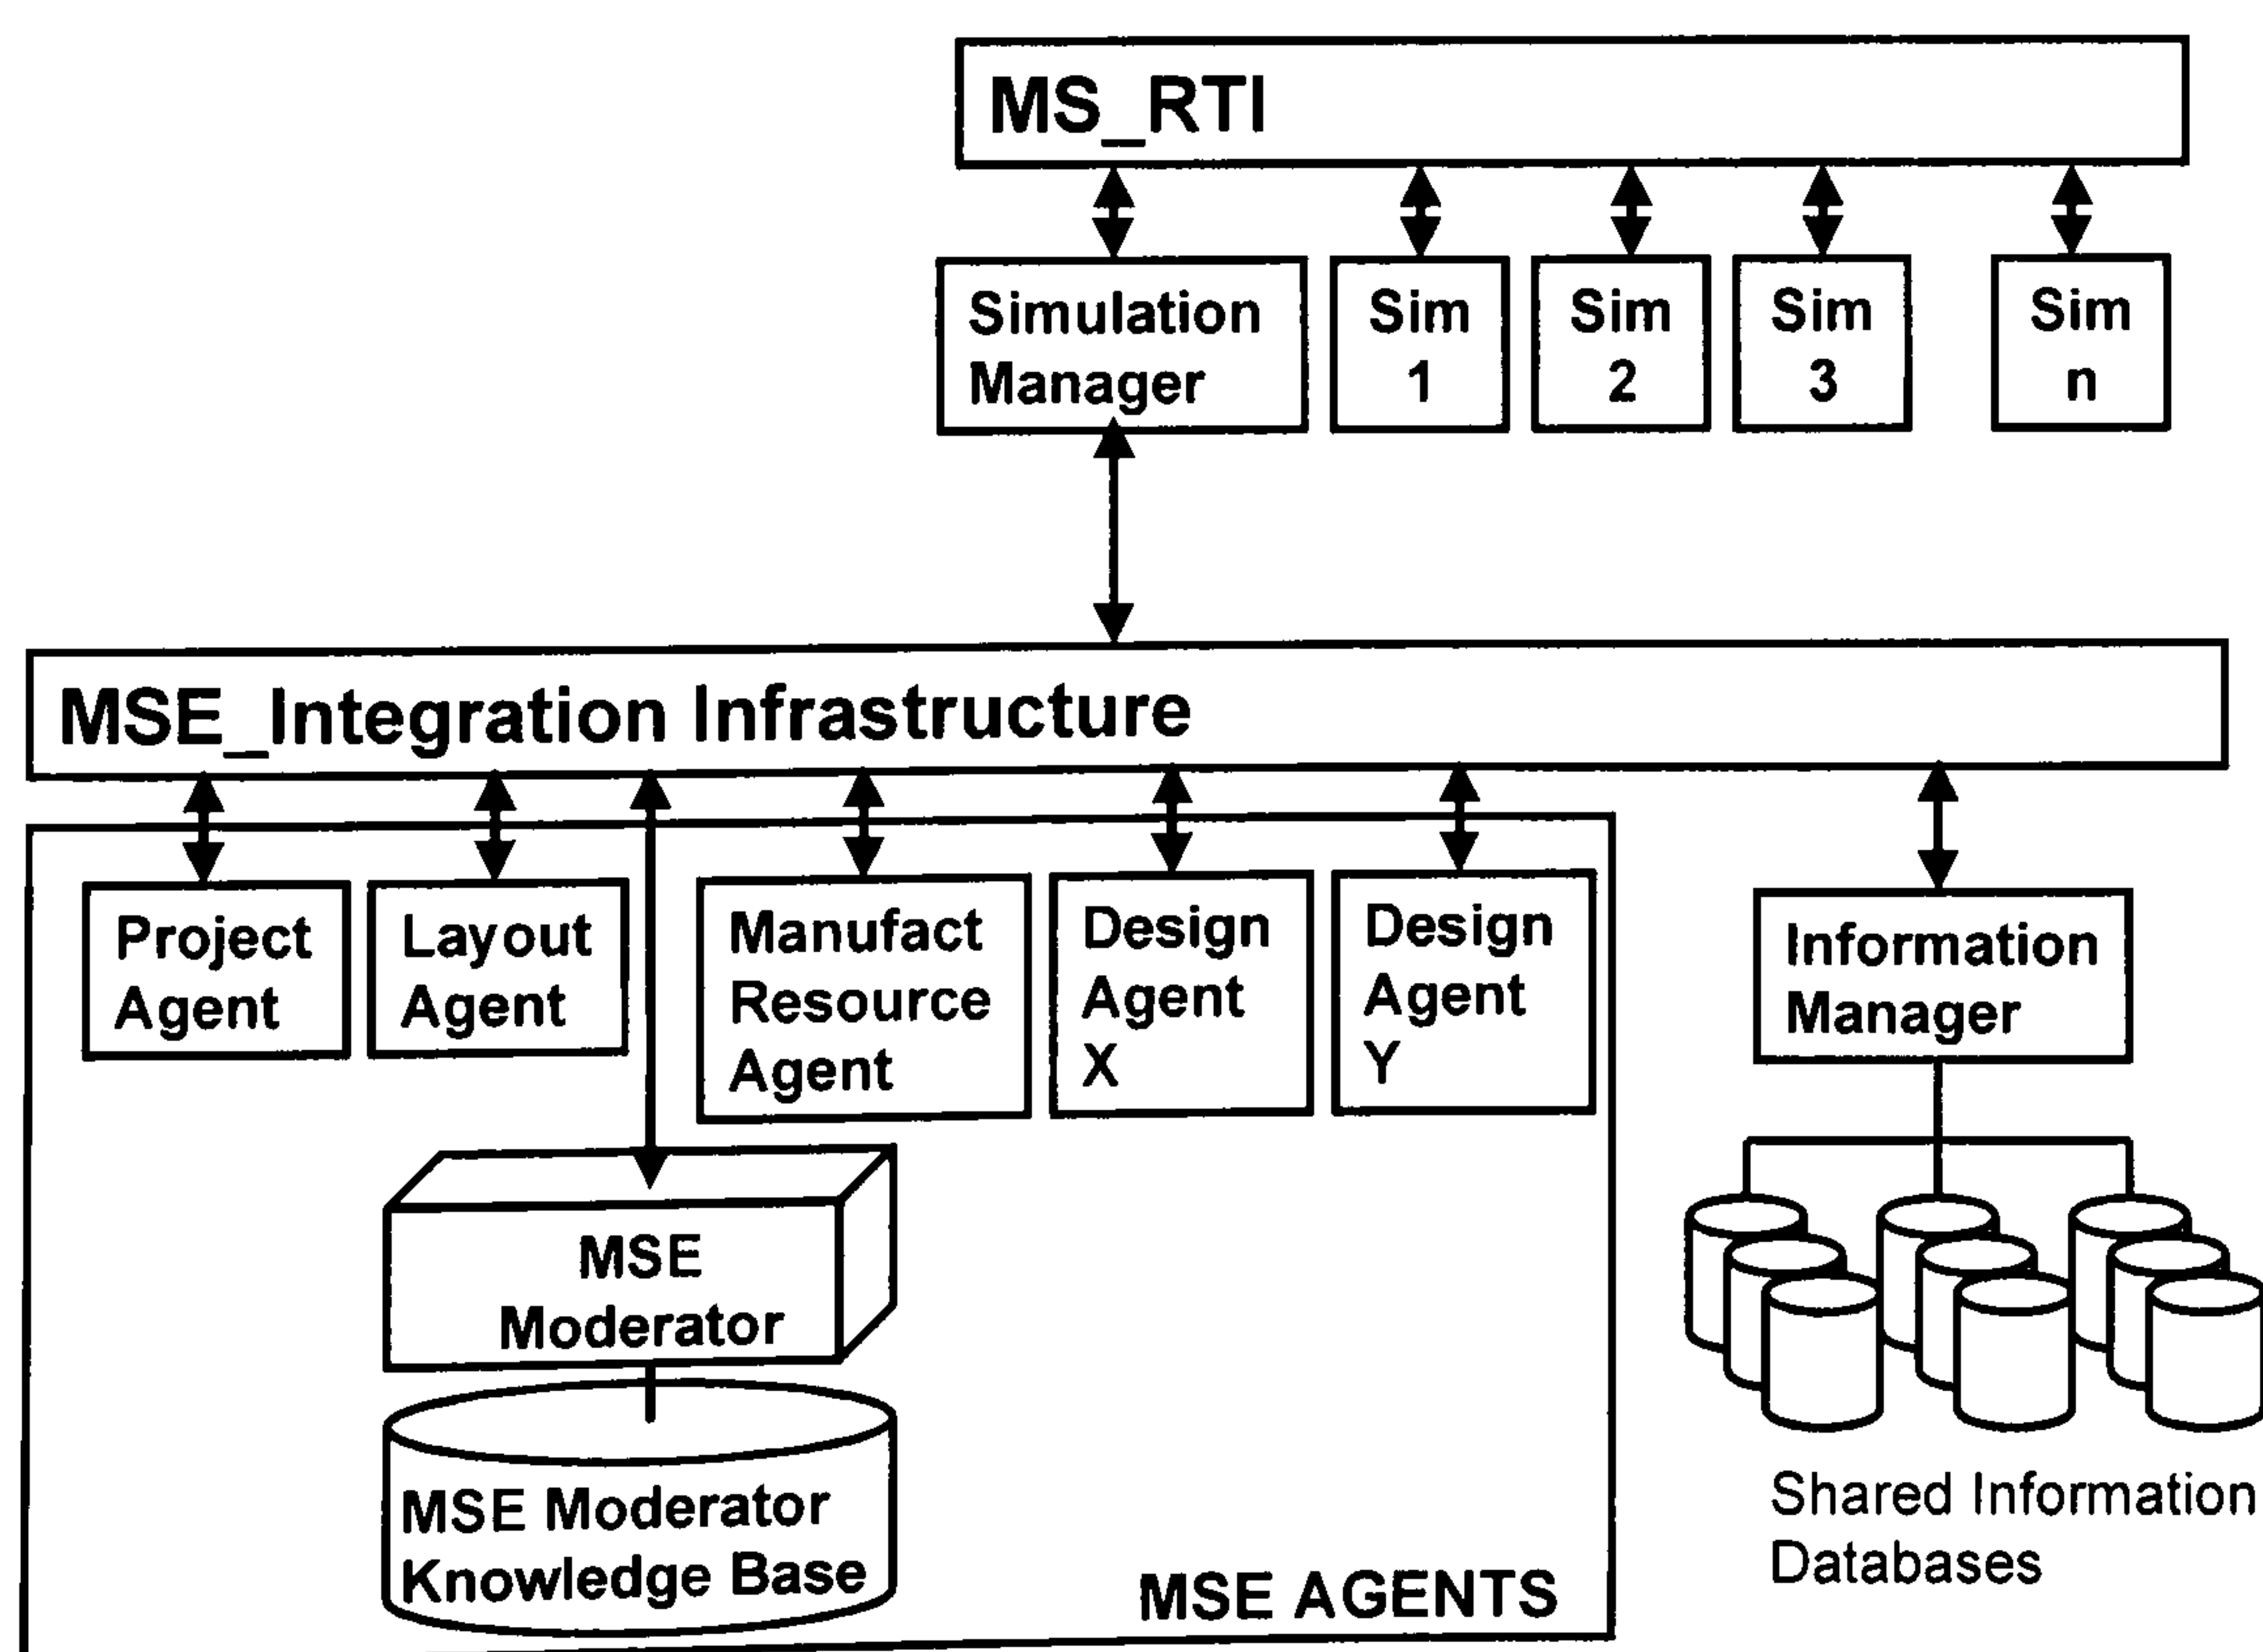 MS_RTI
Simulation
Manager
Sim
1
Sim
2
Sim
3
Sim
n
MSE_Integration Infrastructure
Project
Agent
Layout
Agent
Manufact
Resource
Agent
Design
Agent
X
Design
Agent
Y
Information
Manager
MSE
Moderator
MSE Moderator
Knowledge Base
MSE AGENTS
Shared Information
Databases